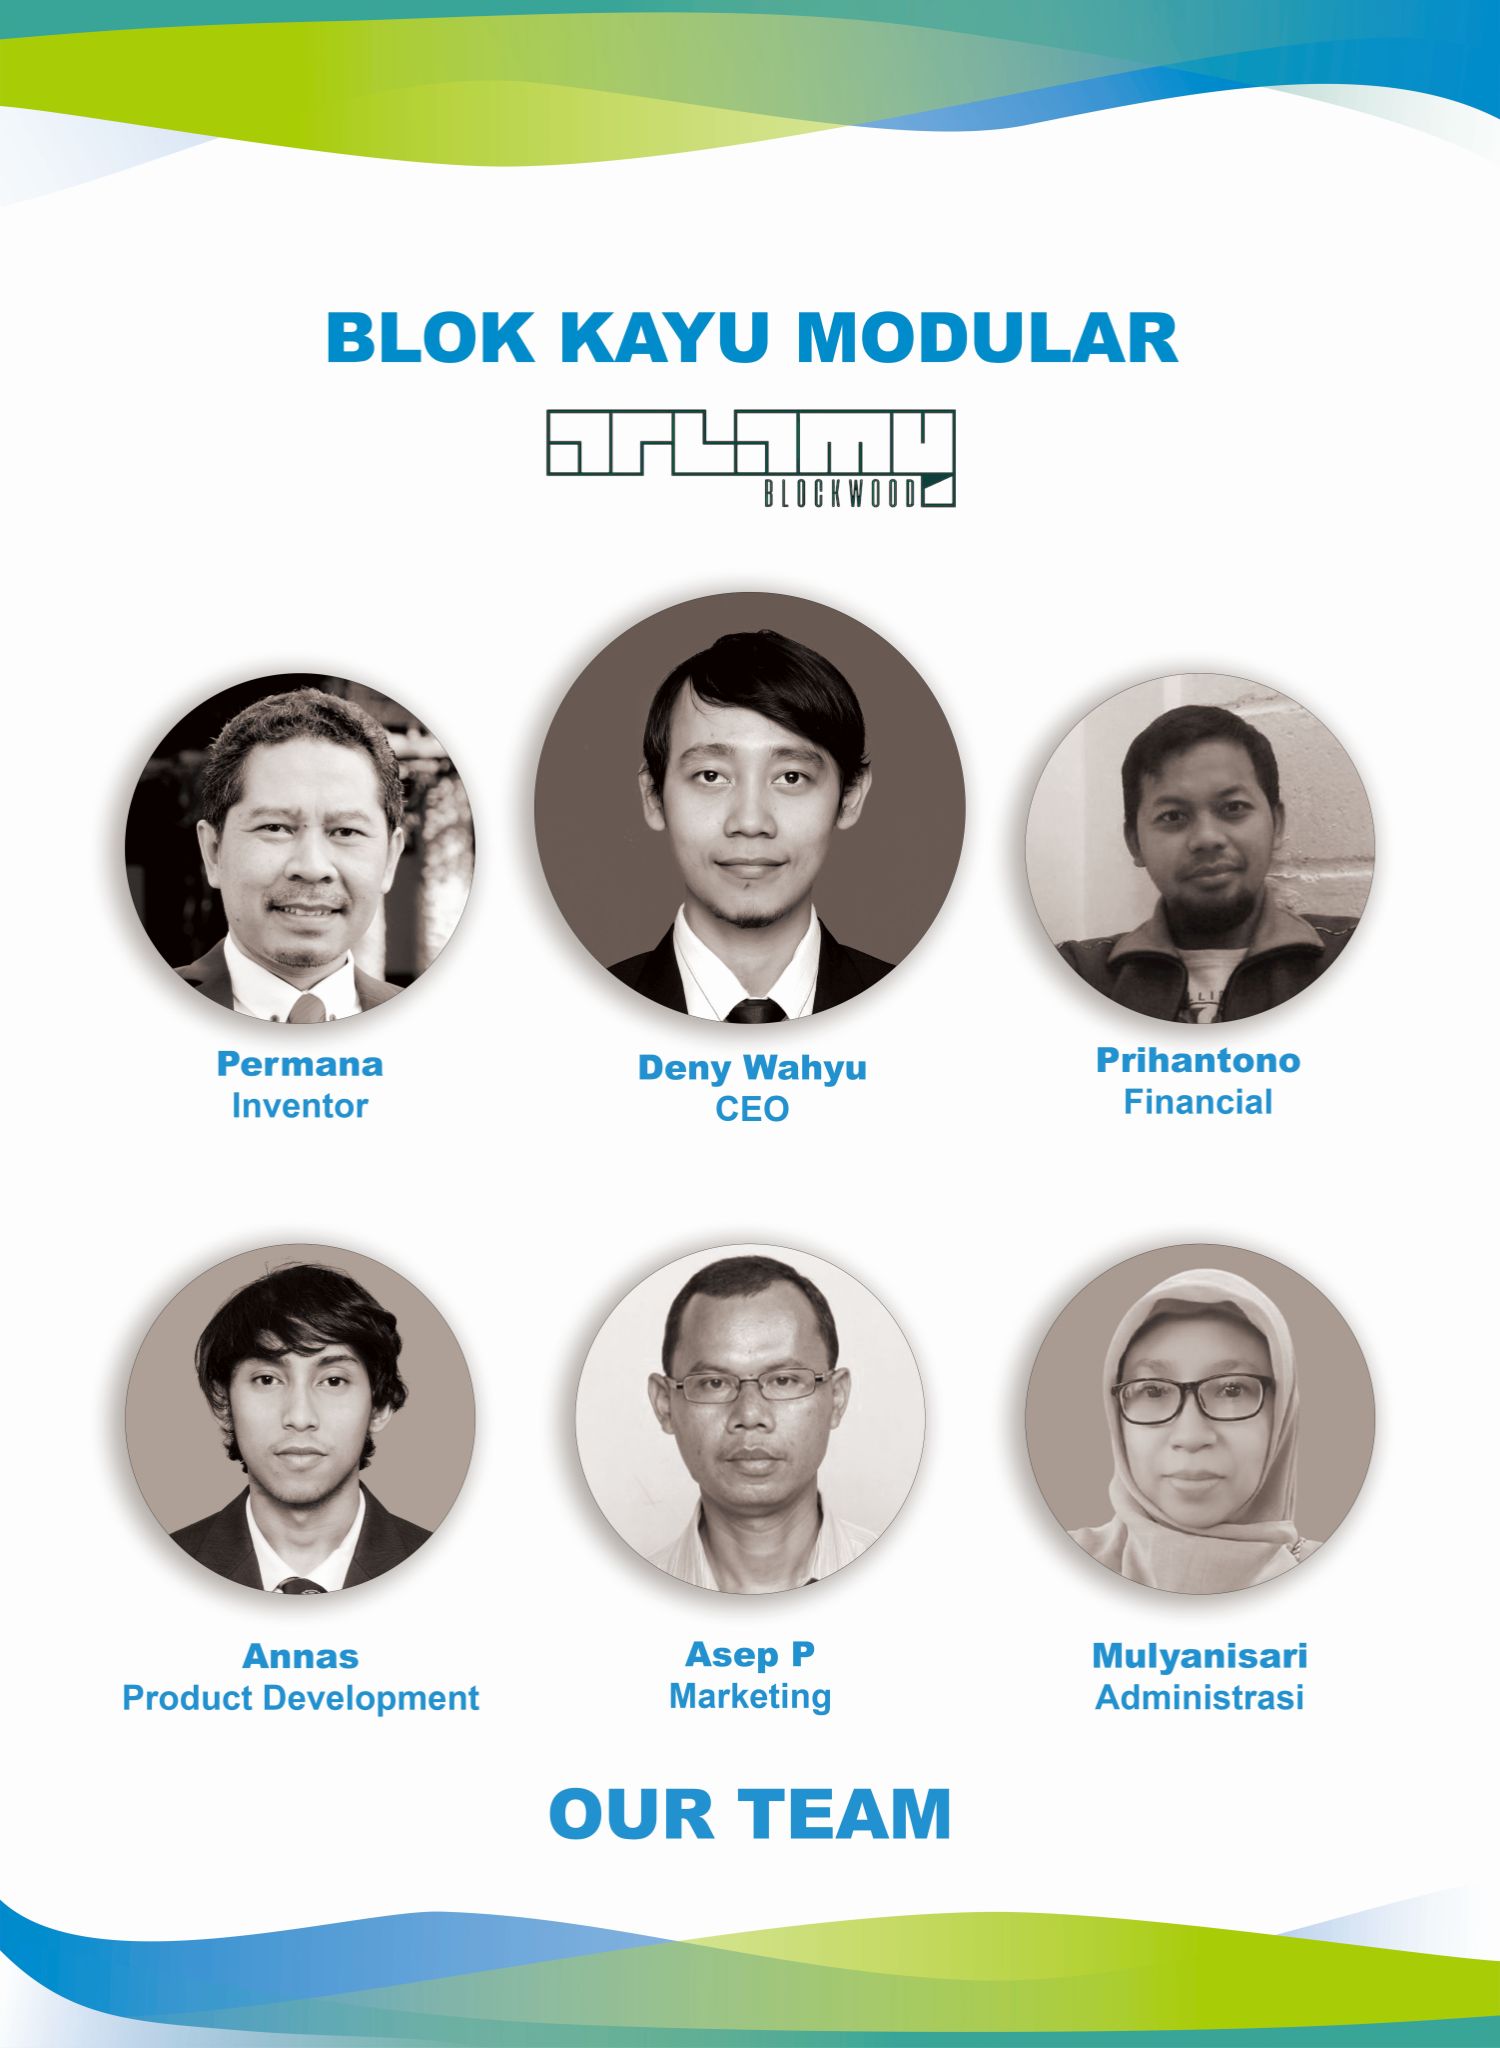 BLOK KAYU MODULAR
arlamy
BLOCKWOOD
Permana
Inventor
Deny Wahyu
CEO
Prihantono
Financial
Annas
Product Development
Asep P
Marketing
Mulyanisari
Administrasi
OUR TEAM